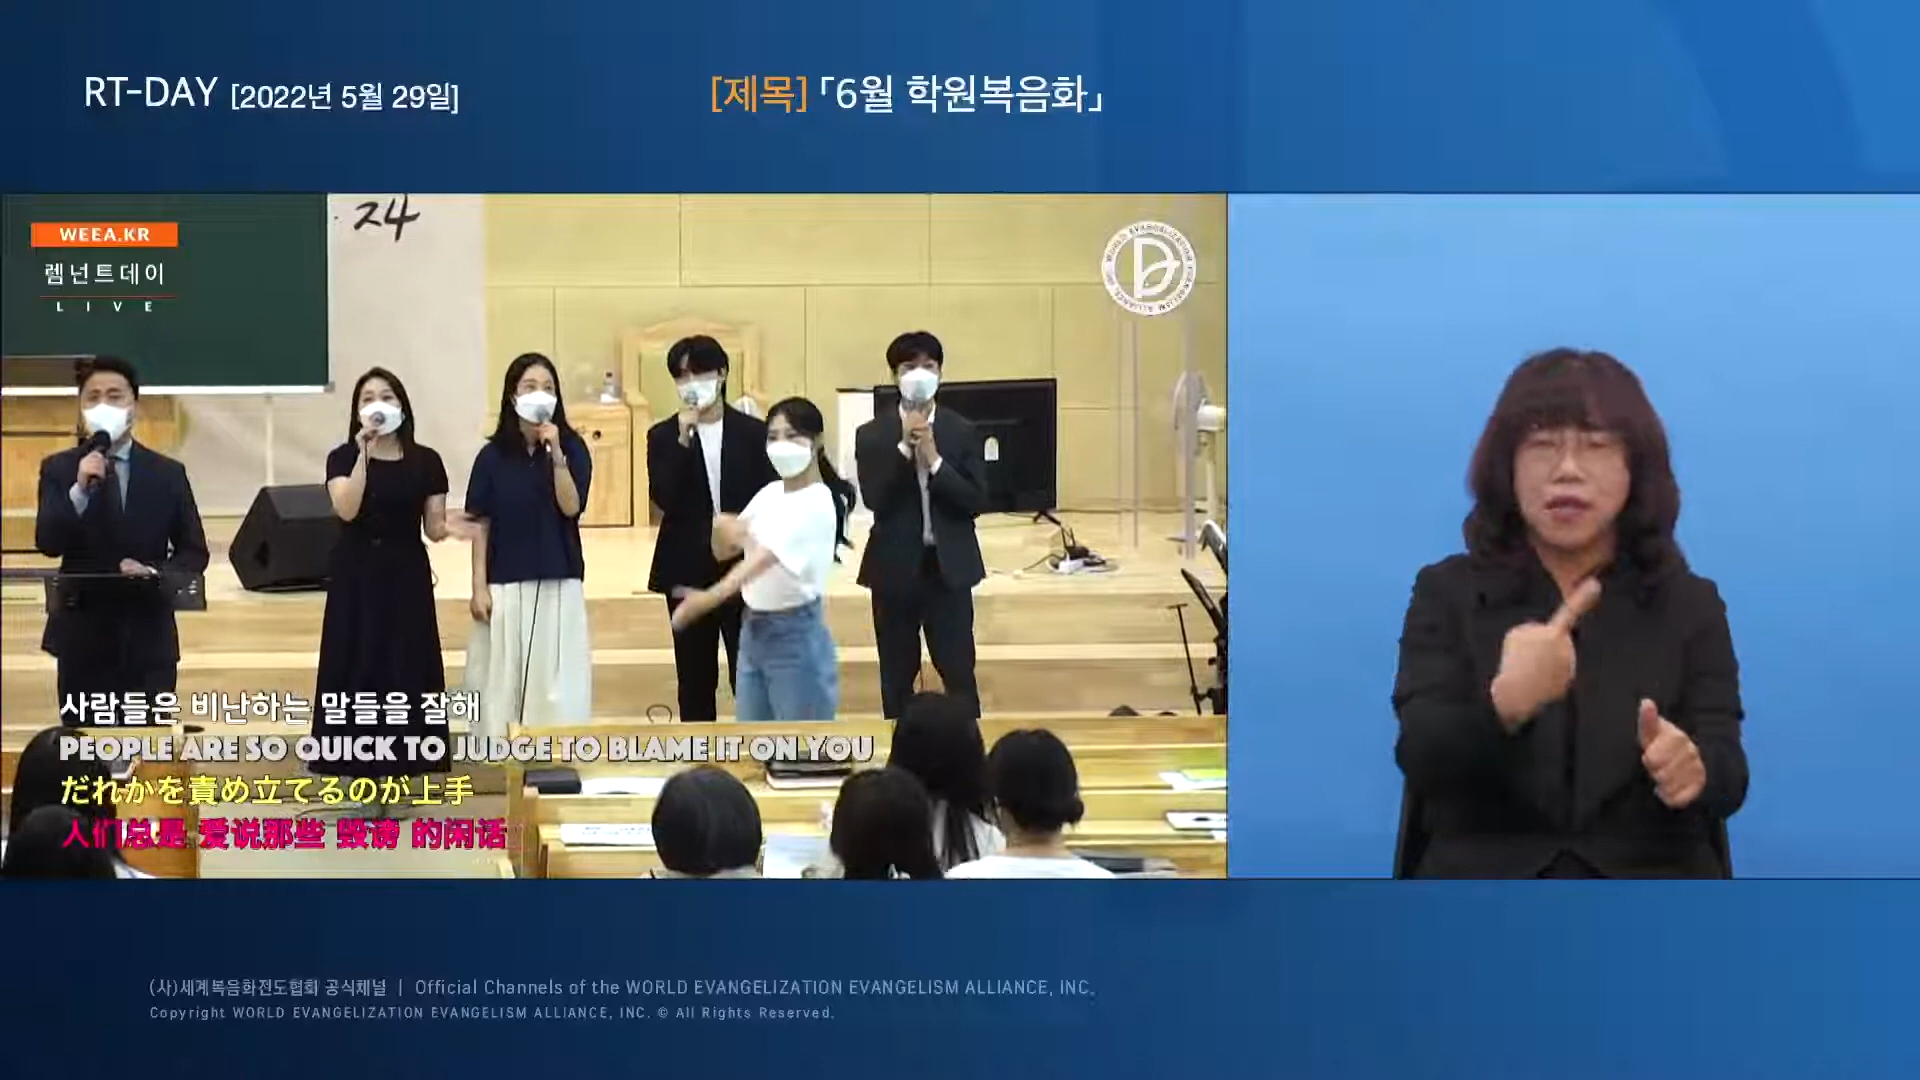 RT-DAY [2022년 5월 29일]
[제목]「6월 학원복음화」
WEEA.KR
렘넌트데이
LIVE
24
사람들은 비난하는 말들을 잘해
PEOPLE ARE SO QUICK TO JUDGE TO BLAME IT ON YOU
だれかを責め立てるのが上手
人们总是 爱说那些 毁谤 的闲话
(사)세계복음화전도협회 공식채널 | Official Channels of the WORLD EVANGELIZATION EVANGELISM ALLIANCE, INC.
Copyright WORLD EVANGELIZATION EVANGELISM ALLIANCE, INC. © All Rights Reserved.